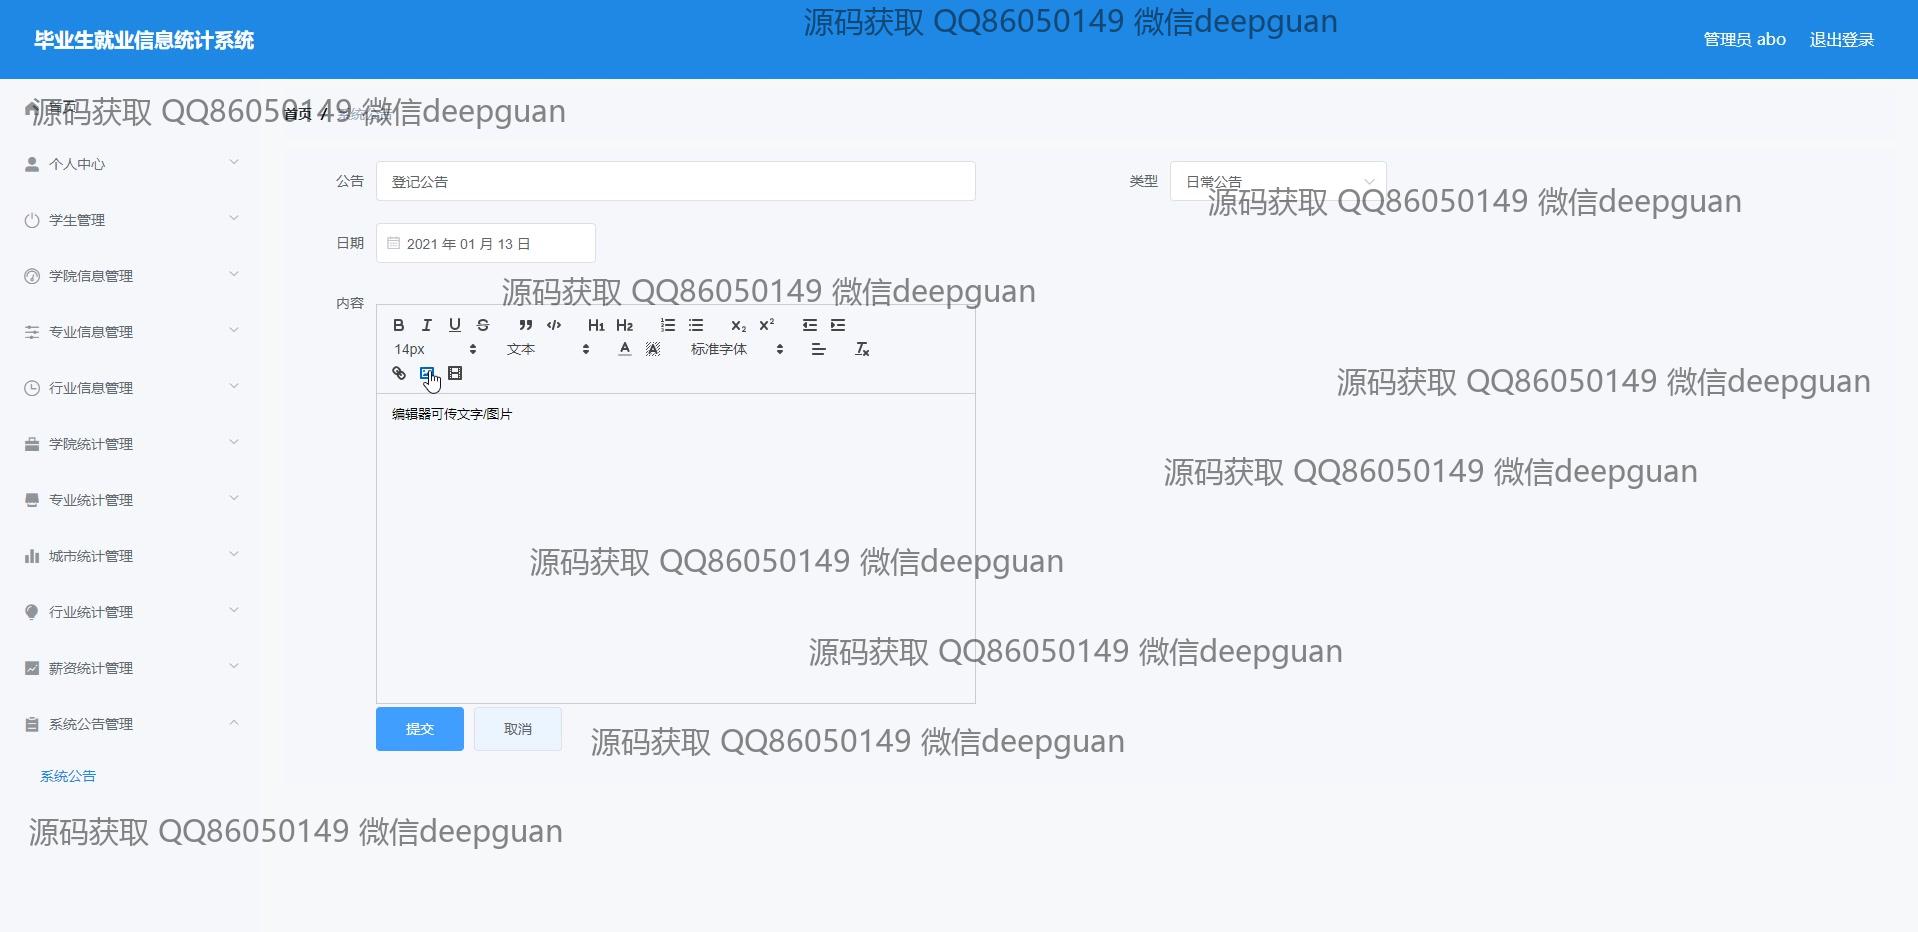 源码获取 QQ86050149 微信deepguan
毕业生就业信息统计系统
管理员 abo
退出登录
首页
源码获取 QQ86050149 微信deepguan
首页 / 系统公告
个人中心
公告
登记公告
类型
日常公告
源码获取 QQ86050149 微信deepguan
学生管理
日期
2021 年 01 月 13 日
学院信息管理
源码获取 QQ86050149 微信deepguan
内容
B I U S H1 H2 X₂ X²
专业信息管理
14px 文本 A A 标准字体 Tx
源码获取 QQ86050149 微信deepguan
行业信息管理
编辑器可传文字/图片
学院统计管理
源码获取 QQ86050149 微信deepguan
专业统计管理
城市统计管理
源码获取 QQ86050149 微信deepguan
行业统计管理
源码获取 QQ86050149 微信deepguan
薪资统计管理
系统公告管理
提交
取消
源码获取 QQ86050149 微信deepguan
系统公告
源码获取 QQ86050149 微信deepguan